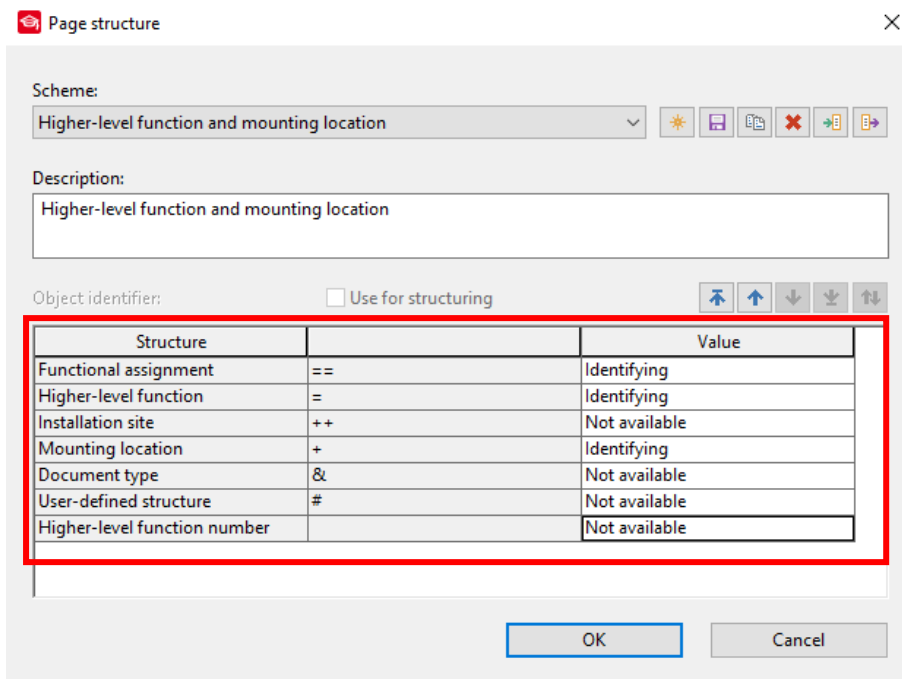 Page structure
Scheme:
Higher-level function and mounting location
Description:
Higher-level function and mounting location
Object identifier: Use for structuring
Structure Value
Functional assignment == Identifying
Higher-level function = Identifying
Installation site ++ Not available
Mounting location + Identifying
Document type & Not available
User-defined structure # Not available
Higher-level function number Not available
OK Cancel